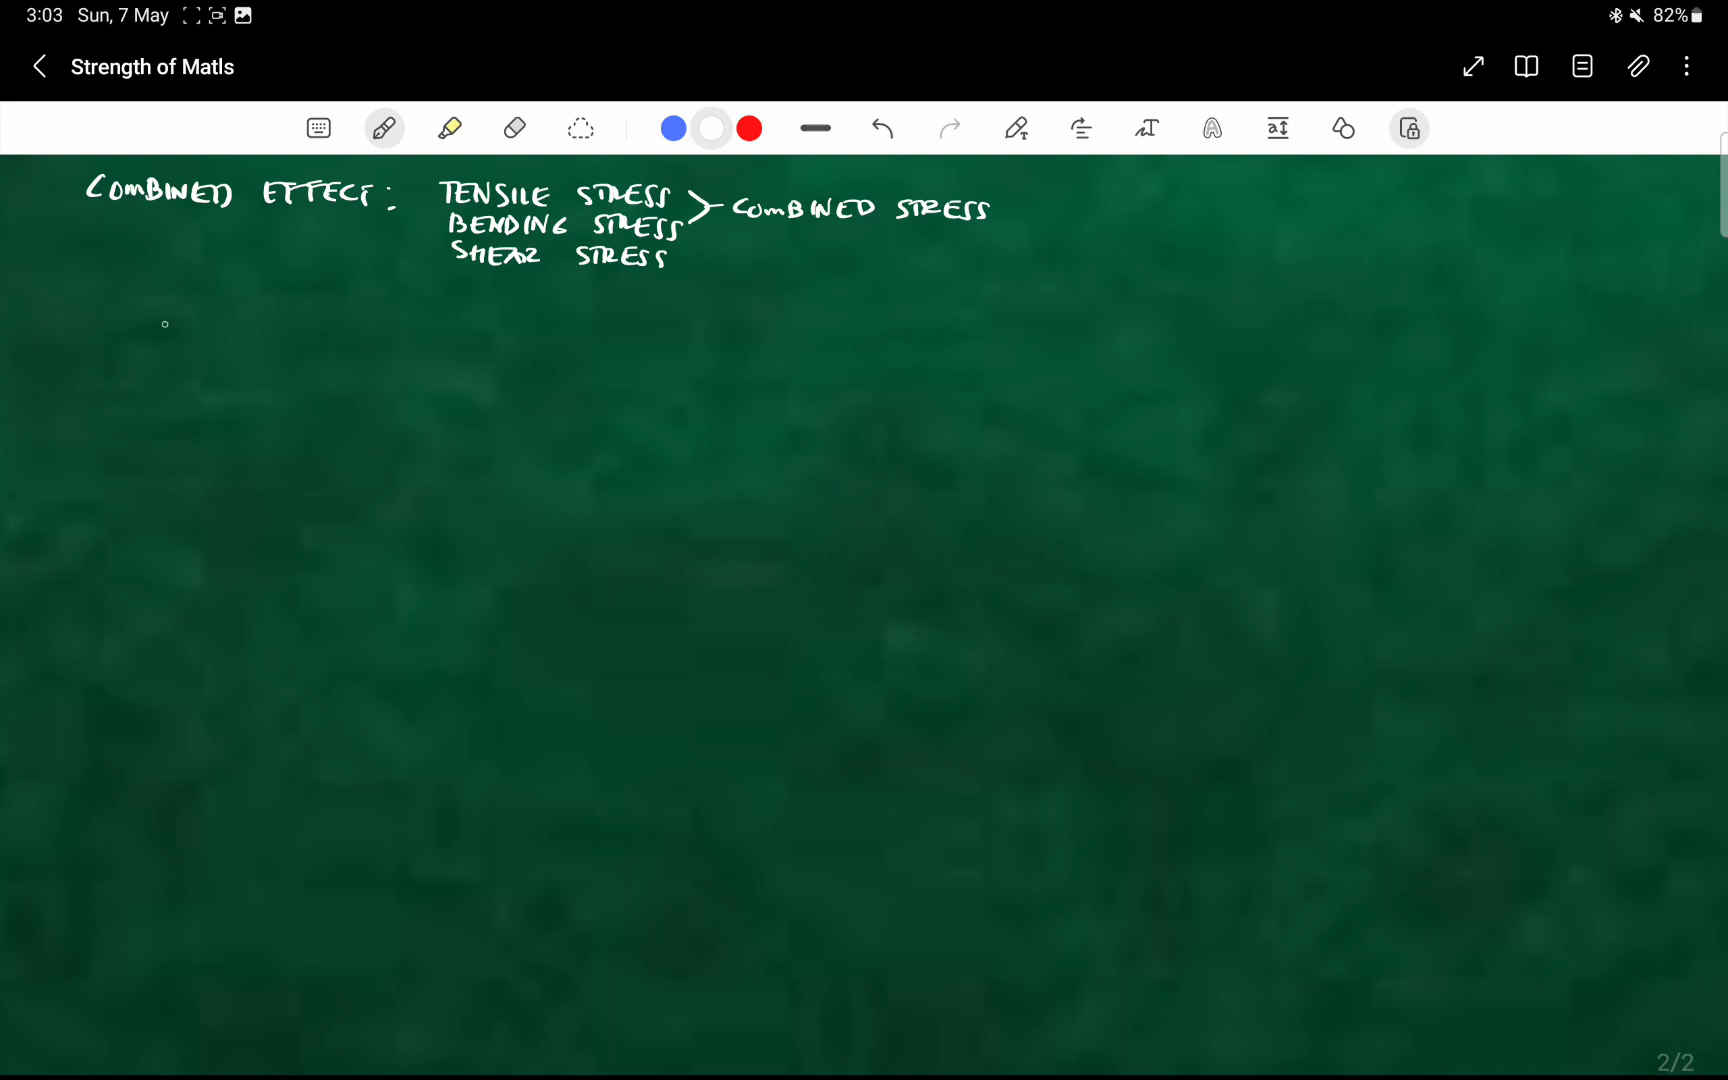 3:03 Sun, 7 May 82%
Strength of Matls
COMBINED EFFECT: TENSILE STRESS
BENDING STRESS
SHEAR STRESS
COMBINED STRESS
2/2